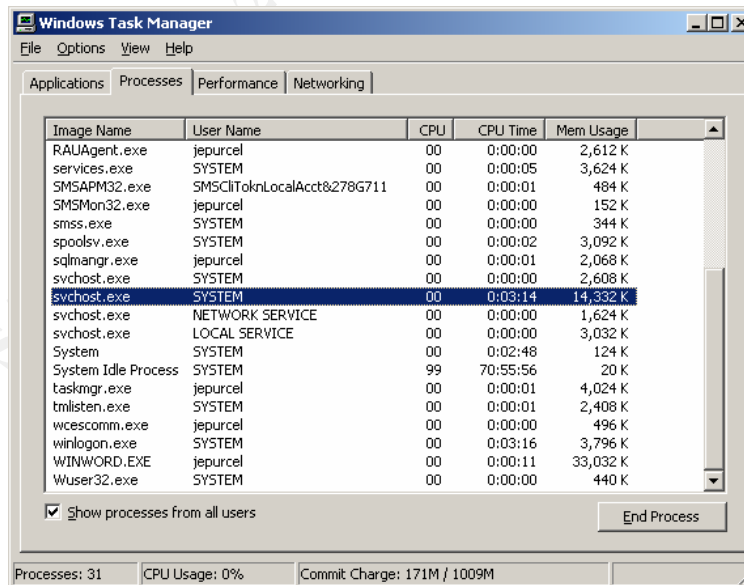 Windows Task Manager
File Options View Help
Applications Processes Performance Networking
Image Name User Name CPU CPU Time Mem Usage
RAUAgent.exe jepurcel 00 0:00:00 2,612 K
services.exe SYSTEM 00 0:00:05 3,624 K
SMSAPM32.exe SMSCliToknLocalAcct&278G711 00 0:00:01 484 K
SMSMon32.exe jepurcel 00 0:00:00 152 K
smss.exe SYSTEM 00 0:00:00 344 K
spoolsv.exe SYSTEM 00 0:00:02 3,092 K
sqlmangr.exe jepurcel 00 0:00:01 2,068 K
svchost.exe SYSTEM 00 0:00:00 2,608 K
svchost.exe SYSTEM 00 0:03:14 14,332 K
svchost.exe NETWORK SERVICE 00 0:00:00 1,624 K
svchost.exe LOCAL SERVICE 00 0:00:00 3,032 K
System SYSTEM 00 0:02:48 124 K
System Idle Process SYSTEM 99 70:55:56 20 K
taskmgr.exe jepurcel 00 0:00:01 4,024 K
tmlisten.exe SYSTEM 00 0:00:01 2,408 K
wcescomm.exe jepurcel 00 0:00:00 496 K
winlogon.exe SYSTEM 00 0:03:16 3,796 K
WINWORD.EXE jepurcel 00 0:00:11 33,032 K
Wuser32.exe SYSTEM 00 0:00:00 440 K
Show processes from all users
End Process
Processes: 31 CPU Usage: 0% Commit Charge: 171M / 1009M